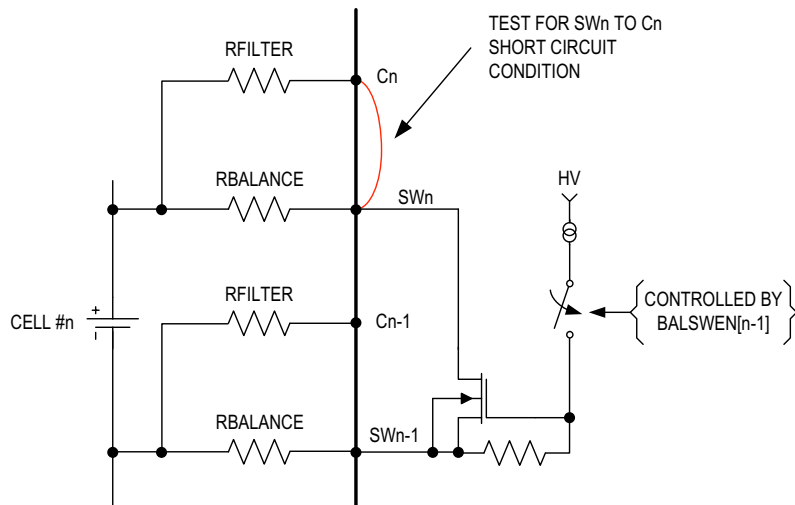 TEST FOR SWn TO Cn
SHORT CIRCUIT
CONDITION
RFILTER
Cn
RBALANCE
SWn
HV
RFILTER
CELL #n
+
−
Cn-1
CONTROLLED BY
BALSWEN[n-1]
RBALANCE
SWn-1